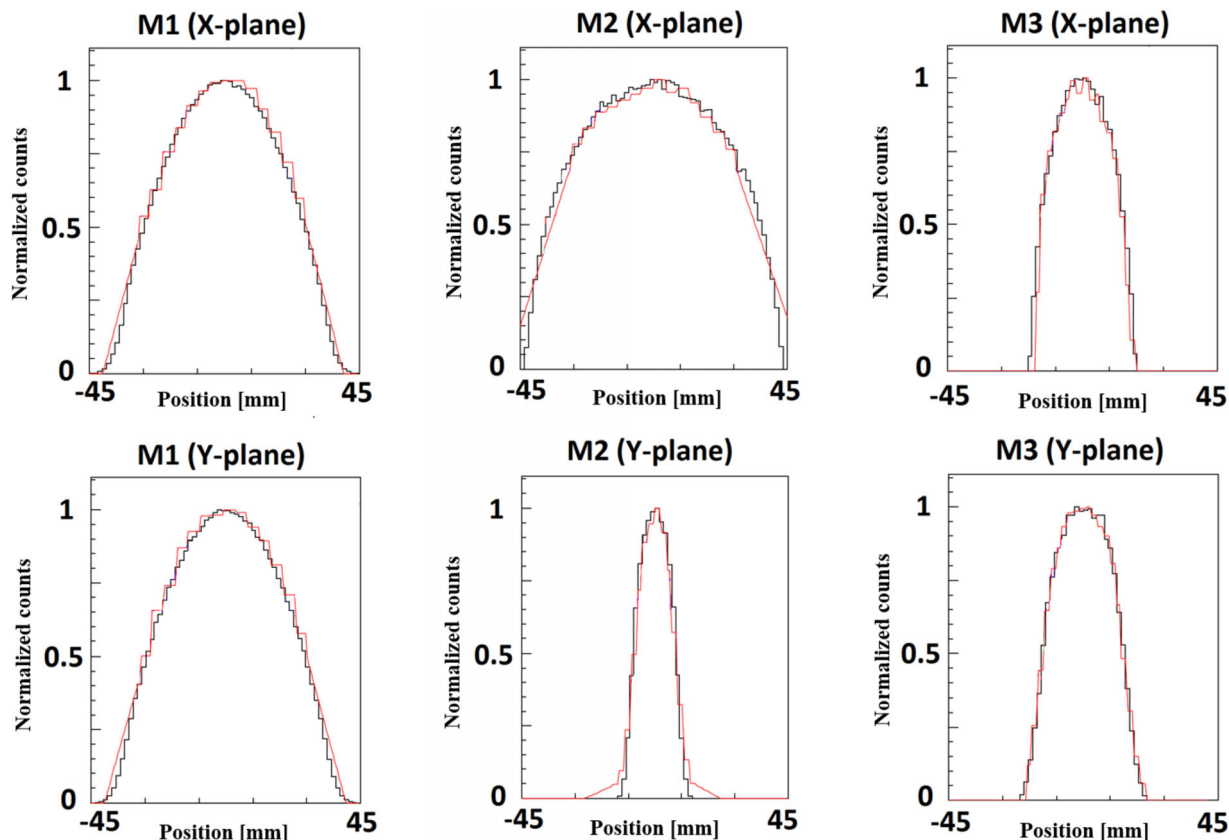 M1 (X-plane)
M2 (X-plane)
M3 (X-plane)
Normalized counts
1
0.5
0
-45
Position [mm]
45
Normalized counts
1
0.5
0
-45
Position [mm]
45
Normalized counts
1
0.5
0
-45
Position [mm]
45
M1 (Y-plane)
M2 (Y-plane)
M3 (Y-plane)
Normalized counts
1
0.5
0
-45
Position [mm]
45
Normalized counts
1
0.5
0
-45
Position [mm]
45
Normalized counts
1
0.5
0
-45
Position [mm]
45